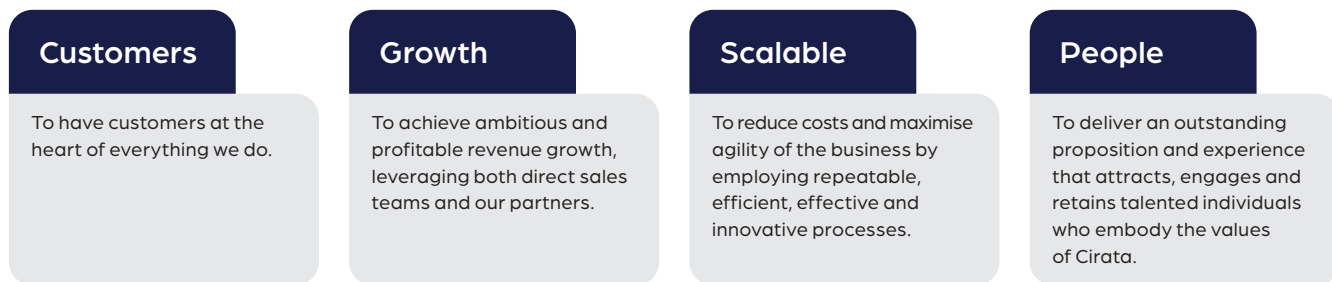 Customers
To have customers at the
heart of everything we do.
Growth
To achieve ambitious and
profitable revenue growth,
leveraging both direct sales
teams and our partners.
Scalable
To reduce costs and maximise
agility of the business by
employing repeatable,
efficient, effective and
innovative processes.
People
To deliver an outstanding
proposition and experience
that attracts, engages and
retains talented individuals
who embody the values
of Cirata.